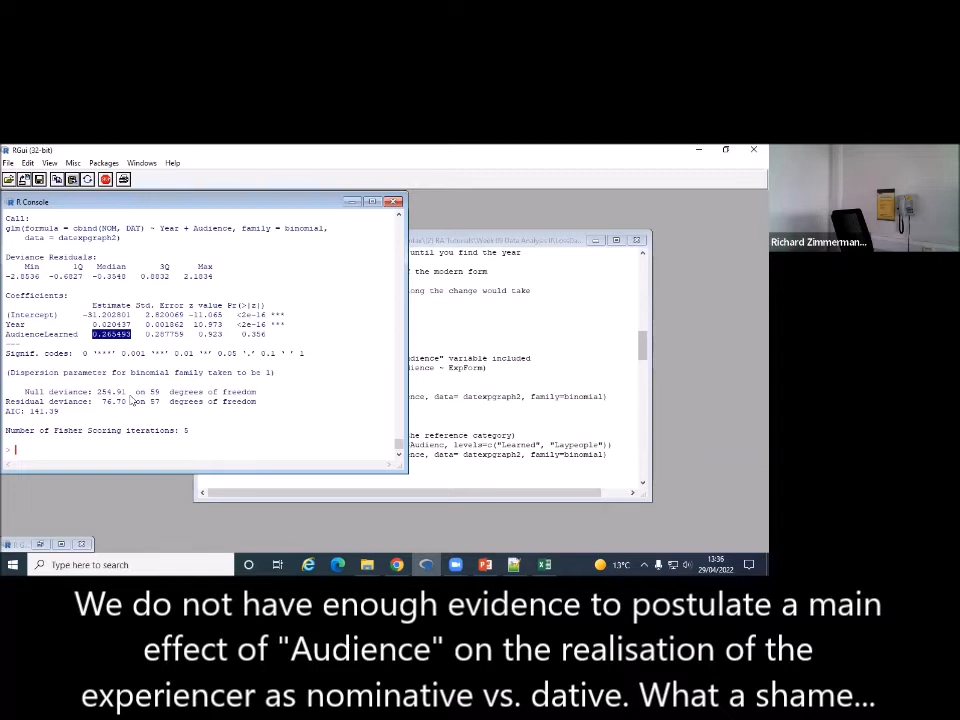 RGui (32-bit)
File Edit View Misc Packages Windows Help
R Console
Call:
glm(formula = cbind(NOM, DAT) ~ Year + Audience, family = binomial,
data = datexpgraph2)
Deviance Residuals:
Min 1Q Median 3Q Max
-2.8536 -0.6827 -0.3548 0.8832 2.1834
Coefficients:
Estimate Std. Error z value Pr(>|z|)
(Intercept) -31.202801 2.820069 -11.065 <2e-16 ***
Year 0.020437 0.001862 10.973 <2e-16 ***
AudienceLearned 0.265493 0.287759 0.923 0.356
---
Signif. codes: 0 '***' 0.001 '**' 0.01 '*' 0.05 '.' 0.1 ' ' 1
(Dispersion parameter for binomial family taken to be 1)
Null deviance: 254.91 on 59 degrees of freedom
Residual deviance: 76.70 on 57 degrees of freedom
AIC: 141.39
Number of Fisher Scoring iterations: 5
>
until you find the year
f the modern form
long the change would take
dience" variable included
dience ~ ExpForm)
ence, data= datexpgraph2, family=binomial)
the reference category)
Audienc, levels=c("Learned", "Laypeople"))
ence, data= datexpgraph2, family=binomial)
Richard Zimmerman...
Type here to search
13°C
13:36
29/04/2022
We do not have enough evidence to postulate a main
effect of "Audience" on the realisation of the
experiencer as nominative vs. dative. What a shame...